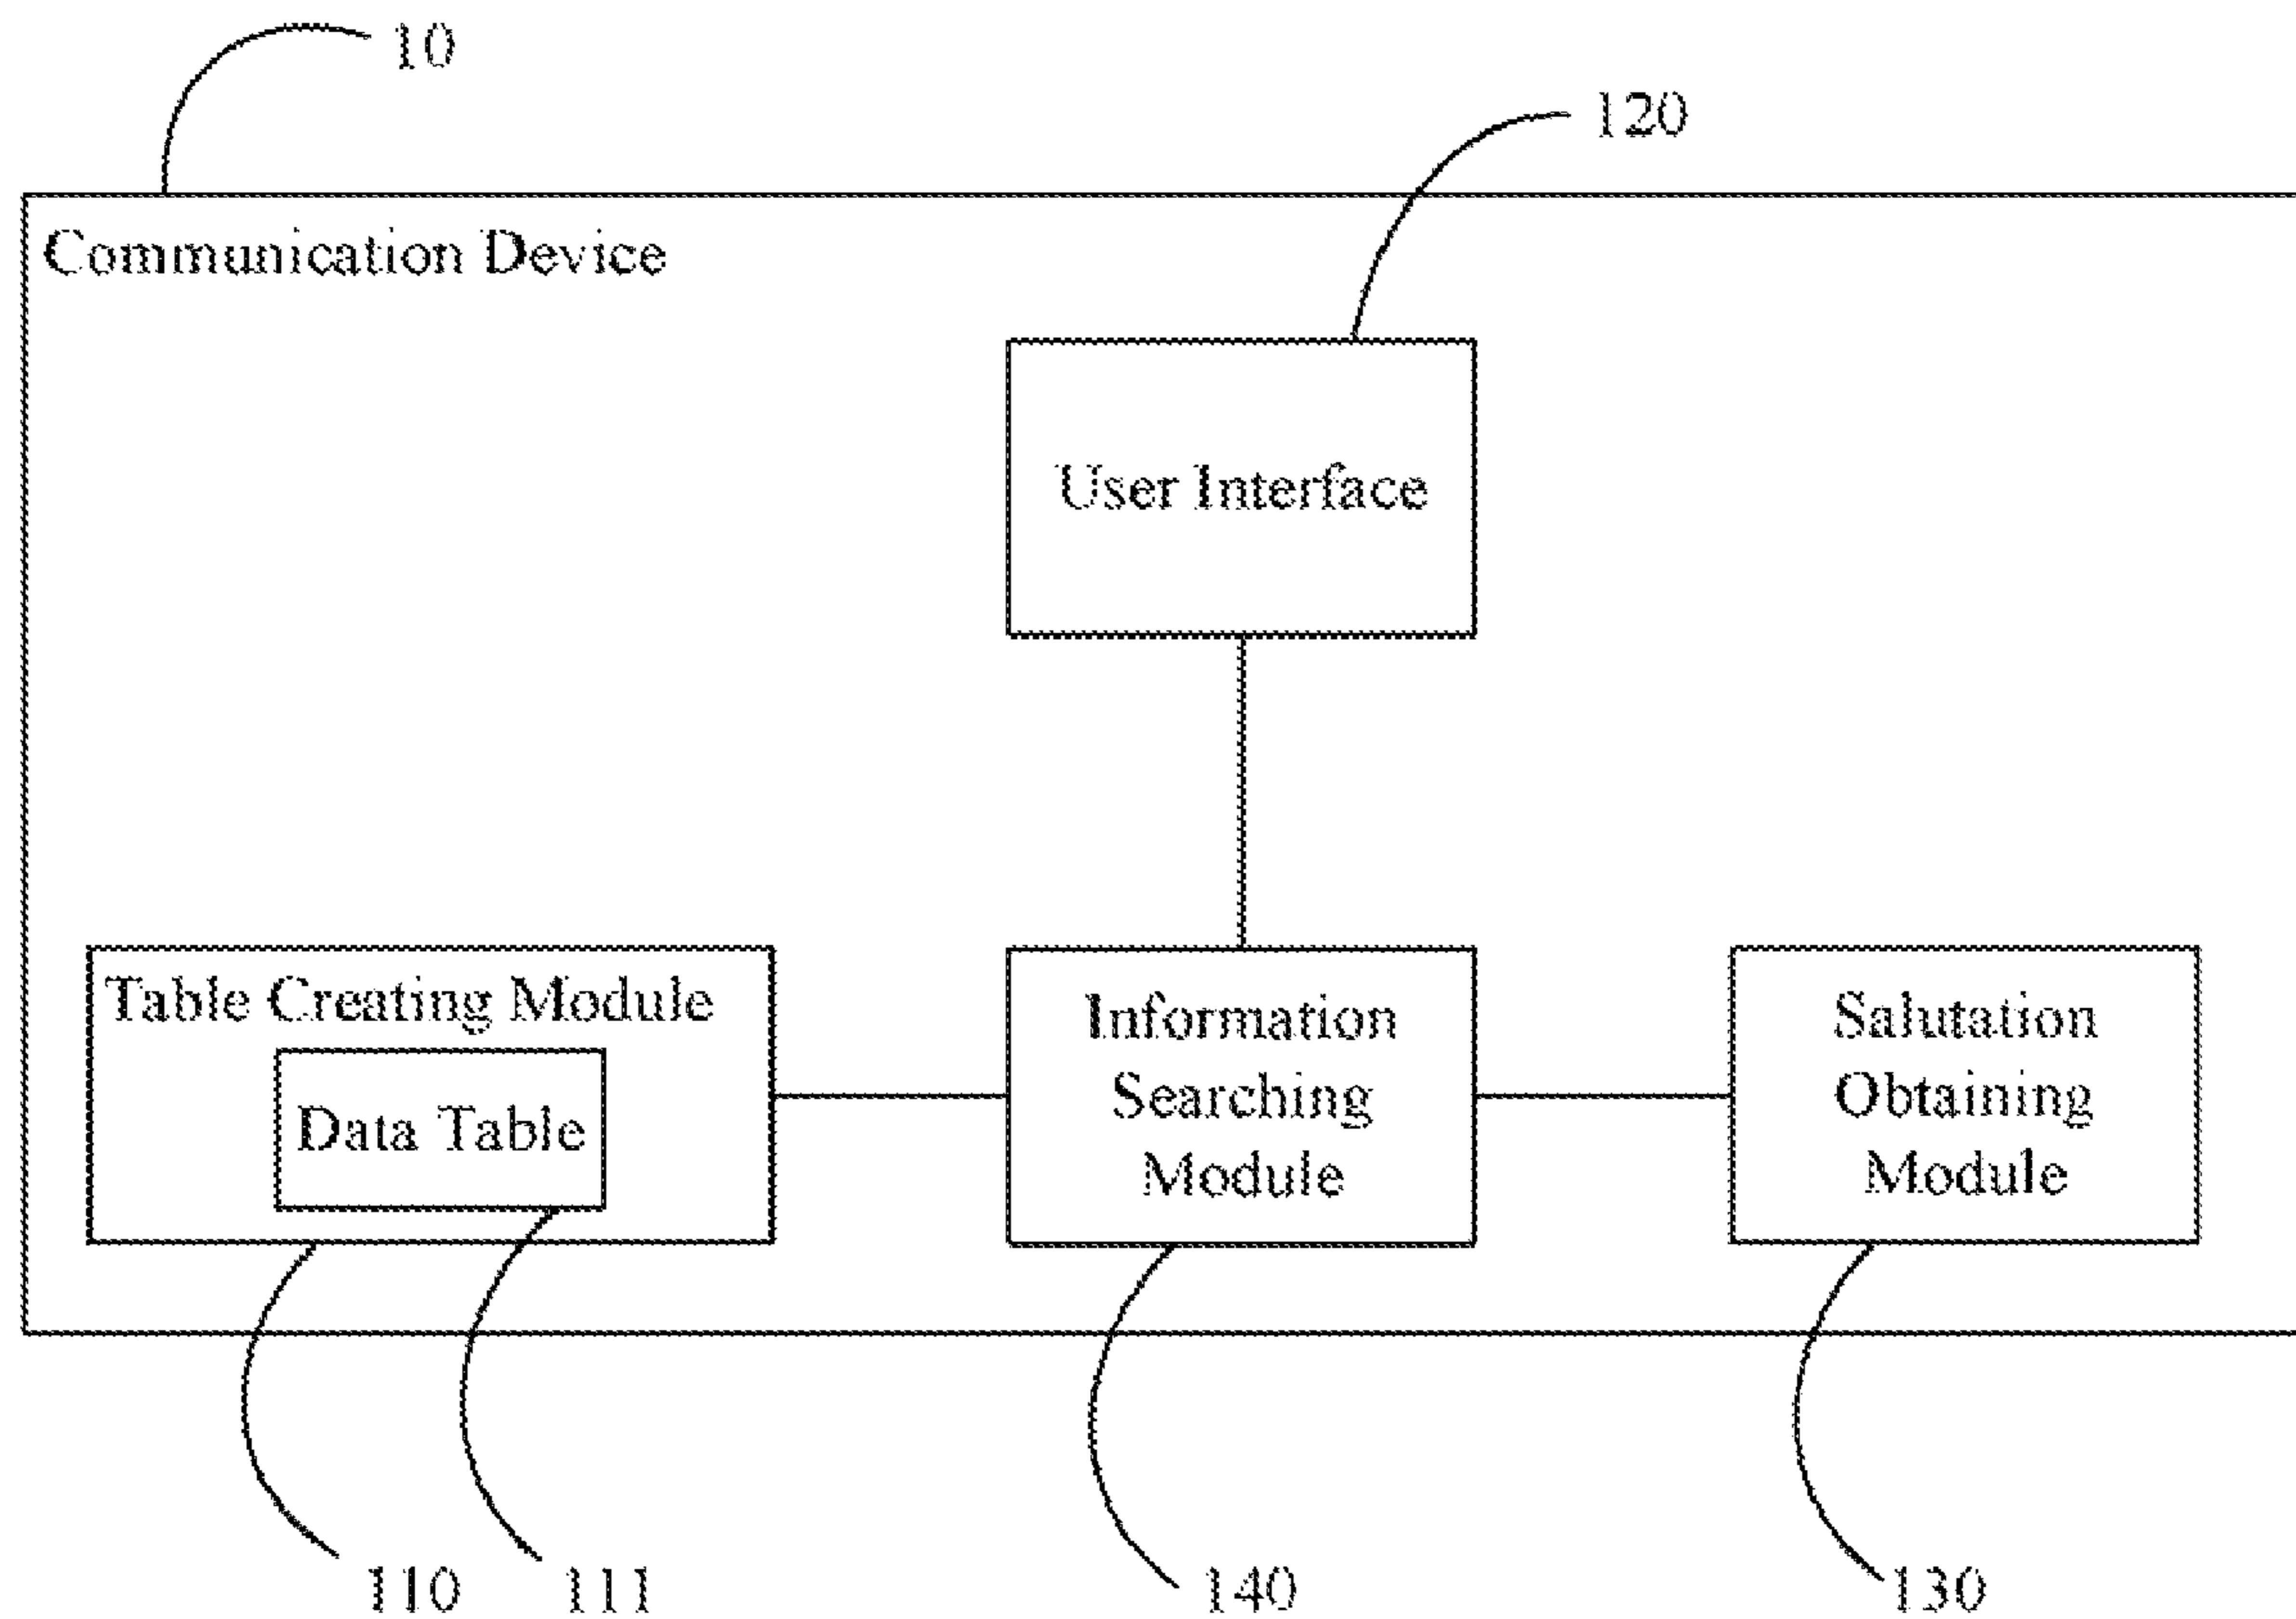 10
120
Communication Device
User Interface
Table Creating Module
Data Table
Information
Searching
Module
Salutation
Obtaining
Module
110
111
140
130